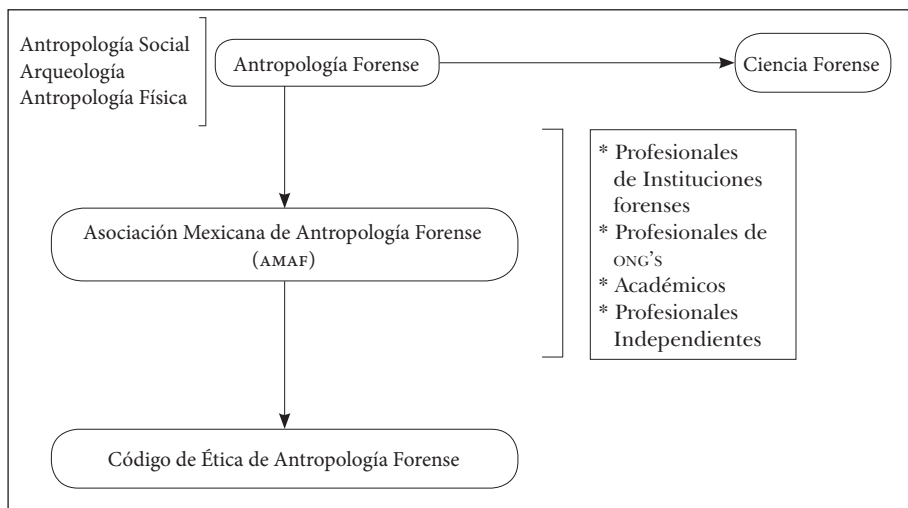 Antropología Social
Arqueología
Antropología Física
Antropología Forense
Ciencia Forense
Asociación Mexicana de Antropología Forense
(AMAF)
* Profesionales
de Instituciones
forenses
* Profesionales de
ONG's
* Académicos
* Profesionales
Independientes
Código de Ética de Antropología Forense